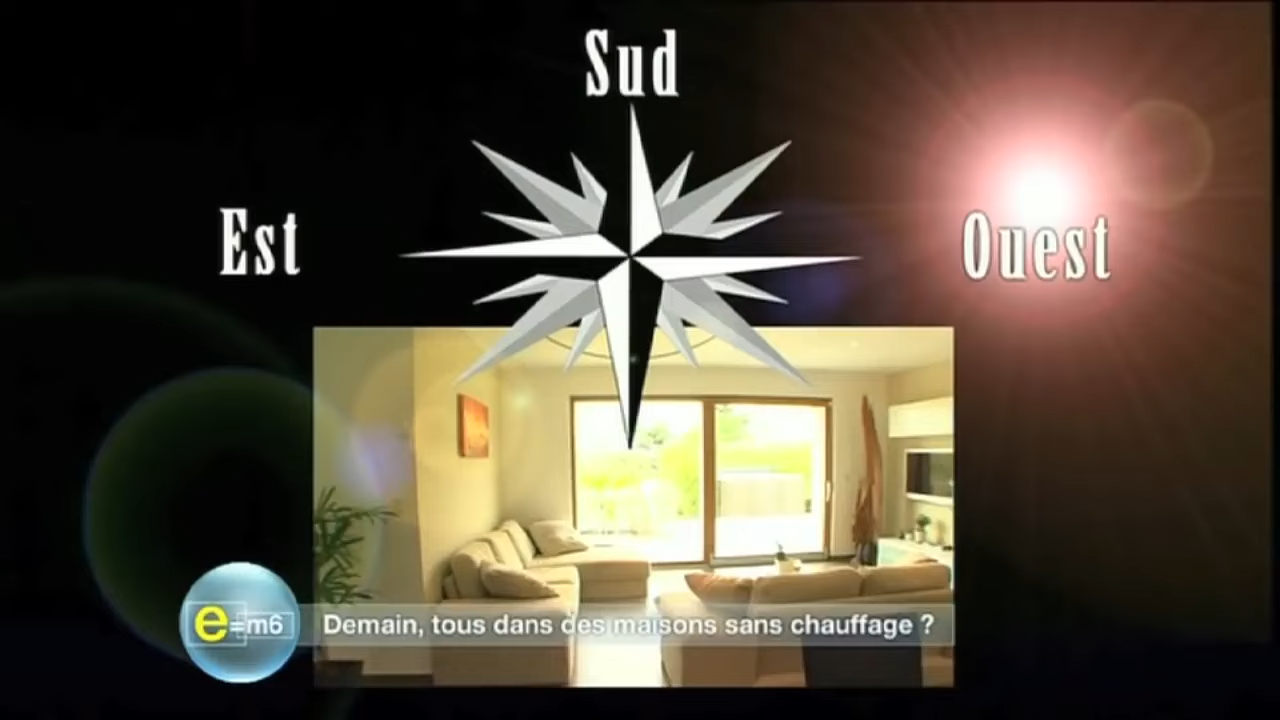 Sud
Est
Ouest
e=m6
Demain, tous dans des maisons sans chauffage ?